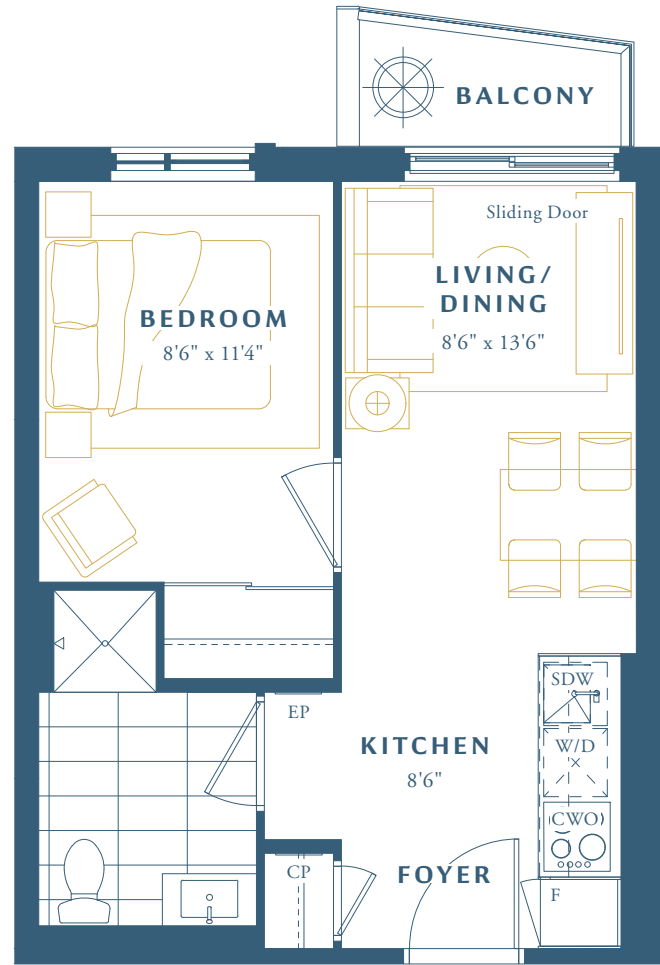 BALCONY
Sliding Door
LIVING/
DINING
8'6" x 13'6"
BEDROOM
8'6" x 11'4"
SDW
EP
KITCHEN
8'6"
W/D
CWO
CP
FOYER
F